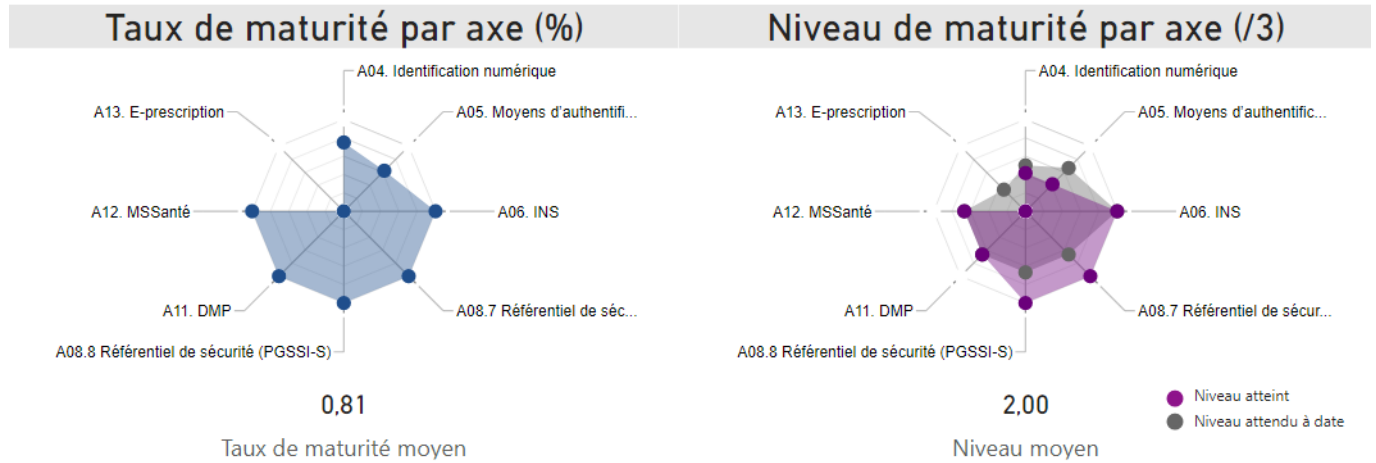 Taux de maturité par axe (%)
A04. Identification numérique
A13. E-prescription
A05. Moyens d'authentifi...
A12. MSSanté
A06. INS
A11. DMP
A08.7 Référentiel de séc...
A08.8 Référentiel de sécurité (PGSSI-S)
0,81
Taux de maturité moyen
Niveau de maturité par axe (/3)
A04. Identification numérique
A13. E-prescription
A05. Moyens d'authentific...
A12. MSSanté
A06. INS
A11. DMP
A08.7 Référentiel de sécur...
A08.8 Référentiel de sécurité (PGSSI-S)
2,00
Niveau moyen
Niveau atteint
Niveau attendu à date